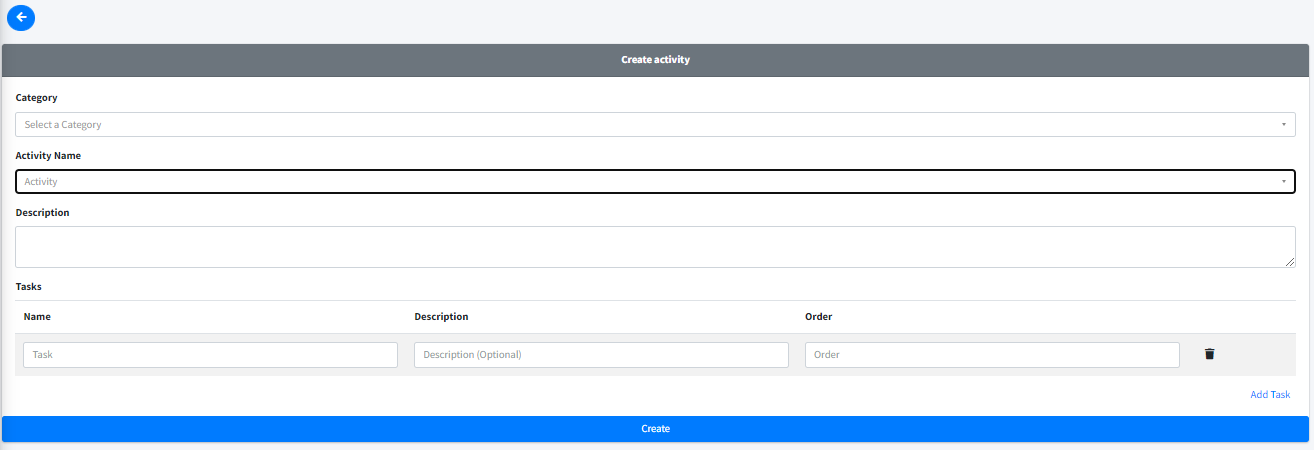 Create activity
Category
Select a Category
Activity Name
Activity
Description
Tasks
Name Description Order
Task Description (Optional) Order
Add Task
Create